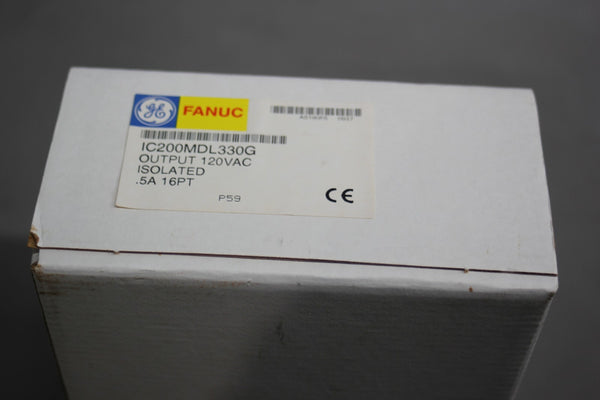 GE FANUC
IC200MDL330G
OUTPUT 120VAC
ISOLATED
.5A 16PT
P59
CE